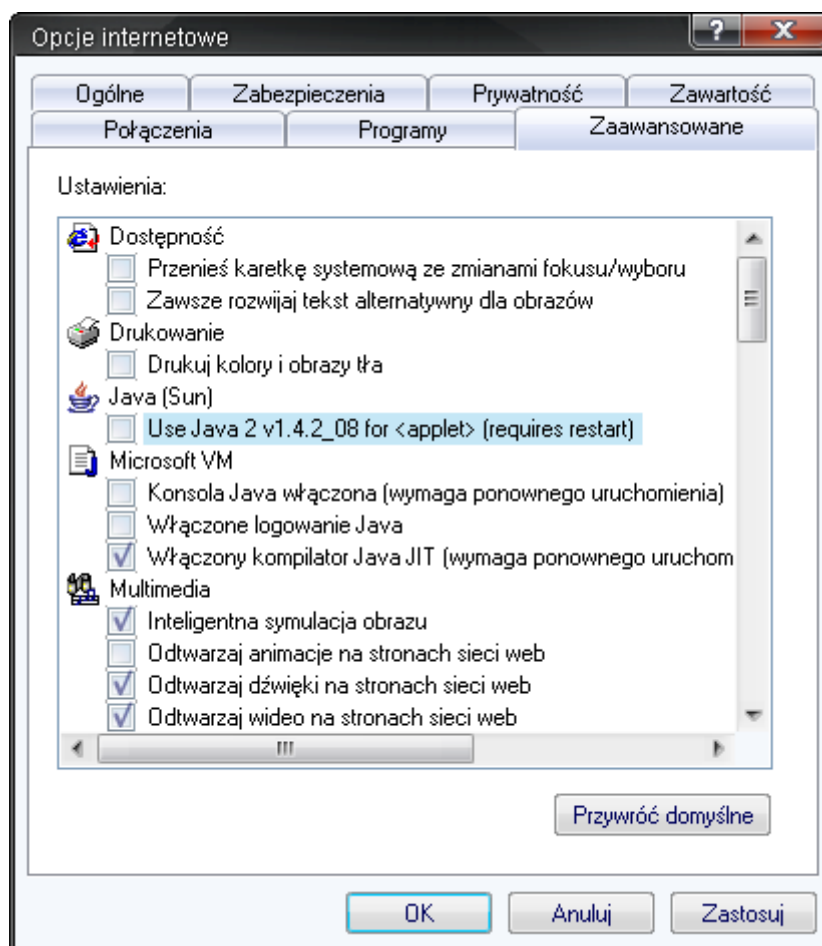 Opcje internetowe
Ogólne Zabezpieczenia Prywatność Zawartość
Połączenia Programy Zaawansowane
Ustawienia:
Dostępność
Przenieś karetkę systemową ze zmianami fokusu/wyboru
Zawsze rozwijaj tekst alternatywny dla obrazów
Drukowanie
Drukuj kolory i obrazy tła
Java (Sun)
Use Java 2 v1.4.2_08 for <applet> (requires restart)
Microsoft VM
Konsola Java włączona (wymaga ponownego uruchomienia)
Włączone logowanie Java
Włączony kompilator Java JIT (wymaga ponownego uruchom
Multimedia
Inteligentna symulacja obrazu
Odtwarzaj animacje na stronach sieci web
Odtwarzaj dźwięki na stronach sieci web
Odtwarzaj wideo na stronach sieci web
Przywróć domyślne
OK Anuluj Zastosuj